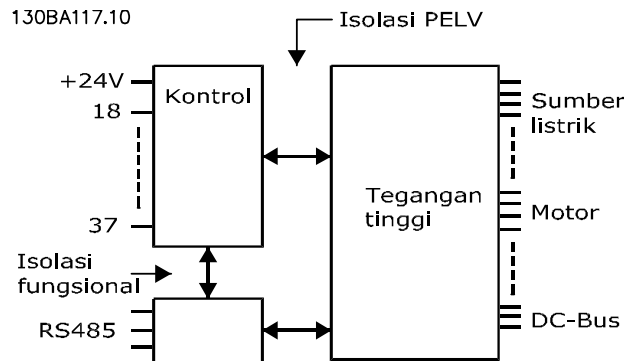 130BA117.10
Isolasi PELV
+24V
Kontrol
18
37
Isolasi
fungsional
RS485
Tegangan
tinggi
Sumber
listrik
Motor
DC-Bus